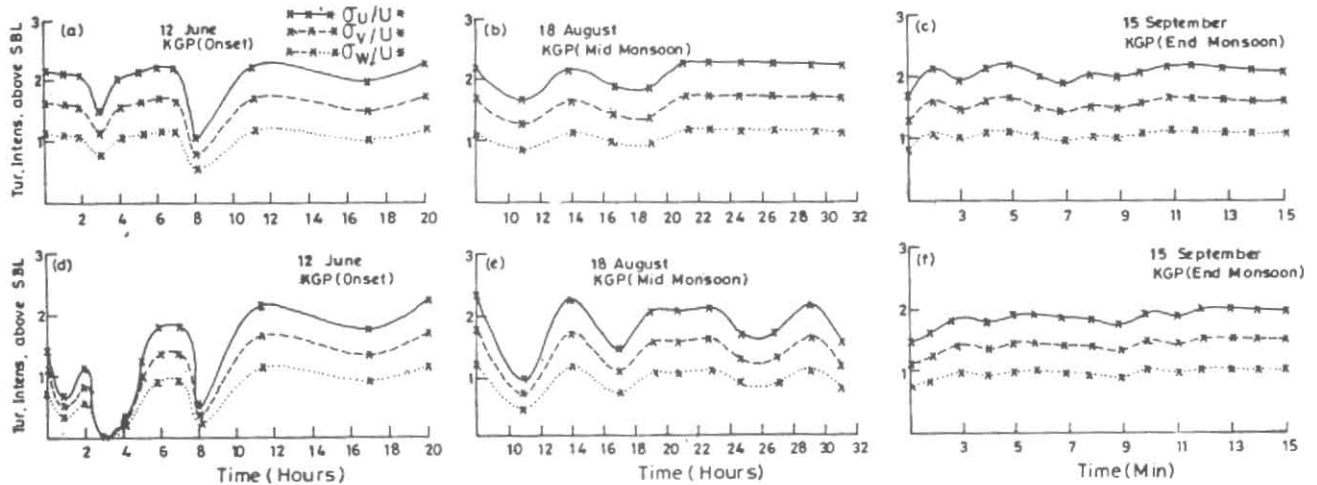 Tur. Intens, above SBL
3
2
1
(a)
12 June
KGP(Onset)
σU/U *
σV/U *
σW/U *
2 4 6 8 10 12 14 16 18 20
(b)
18 August
KGP(Mid Monsoon)
10 14 18 20 22 24 26 28 30 32
(c)
15 September
KGP(End Monsoon)
3
2
1
3 5 7 9 11 13 15
Tur. Intens, above SBL
3
2
1
(d)
12 June
KGP(Onset)
2 4 6 8 10 12 14 16 18 20
Time(Hours)
(e)
18 August
KGP(Mid Monsoon)
3
2
1
10 14 16 18 20 22 24 26 28 30 32
Time(Hours)
(f)
15 September
KGP(End Monsoon)
3
2
1
3 5 7 9 11 13 15
Time(Min)